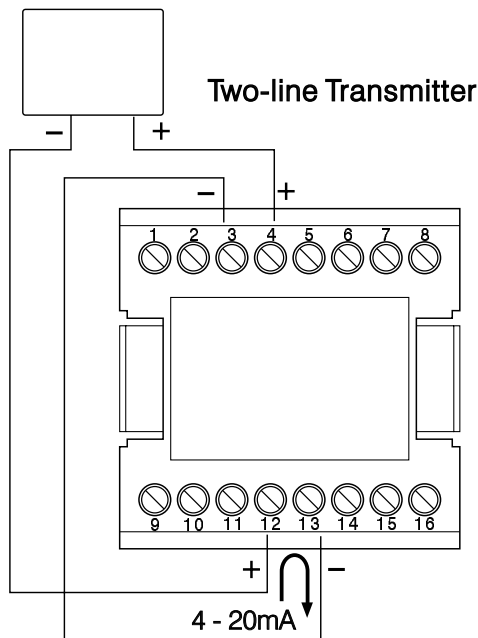 Two-line Transmitter
− +
− +
1 2 3 4 5 6 7 8
9 10 11 12 13 14 15 16
+ −
4 - 20mA